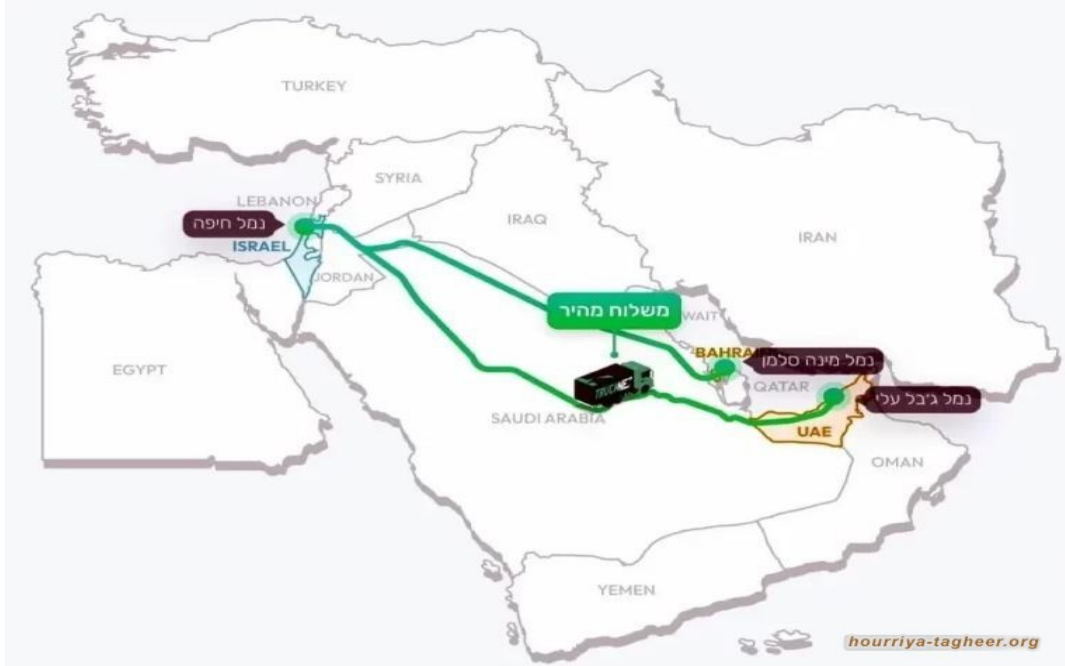 TURKEY
SYRIA
LEBANON
IRAQ
IRAN
נמל חיפה
ISRAEL
JORDAN
משלוח מהיר
WAIT
BAHRA
נמל מינה סלמן
EGYPT
TRUCKNET
QATAR
נמל ג'בל עלי
SAUDI ARABIA
UAE
OMAN
YEMEN
hourriya-tagheer.org